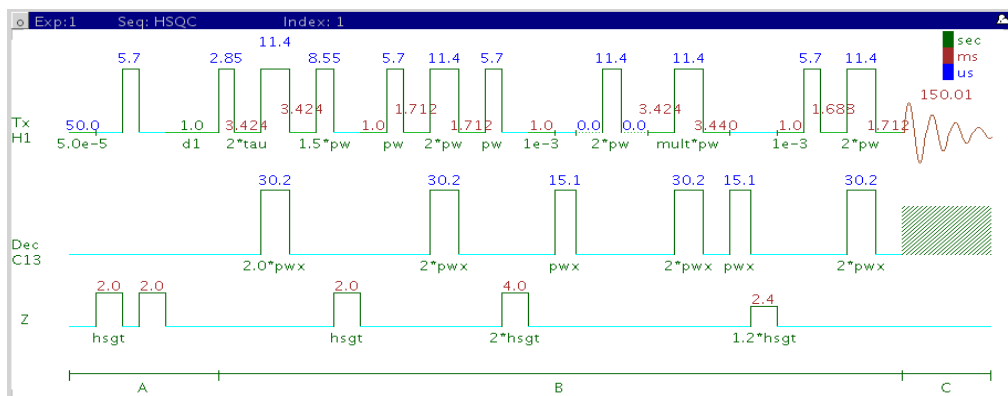 o Exp:1 Seq: HSQC Index: 1
sec
ms
us
5.7 2.85 11.4 8.55 5.7 11.4 5.7 11.4 11.4 5.7 11.4
150.01
Tx
H1
50.0 1.0 3.424 3.424 1.0 1.712 1.712 1.0 0.0 0.0 3.424 3.440 1.0 1.688 1.712
5.0e-5 d1 2*tau 1.5*pw pw 2*pw pw 1e-3 2*pw mult*pw 1e-3 2*pw
30.2 30.2 15.1 30.2 15.1 30.2
Dec
C13
2.0*pwx 2*pwx pwx 2*pwx pwx 2*pwx
2.0 2.0 2.0 4.0 2.4
Z
hsgt hsgt 2*hsgt 1.2*hsgt
A B C